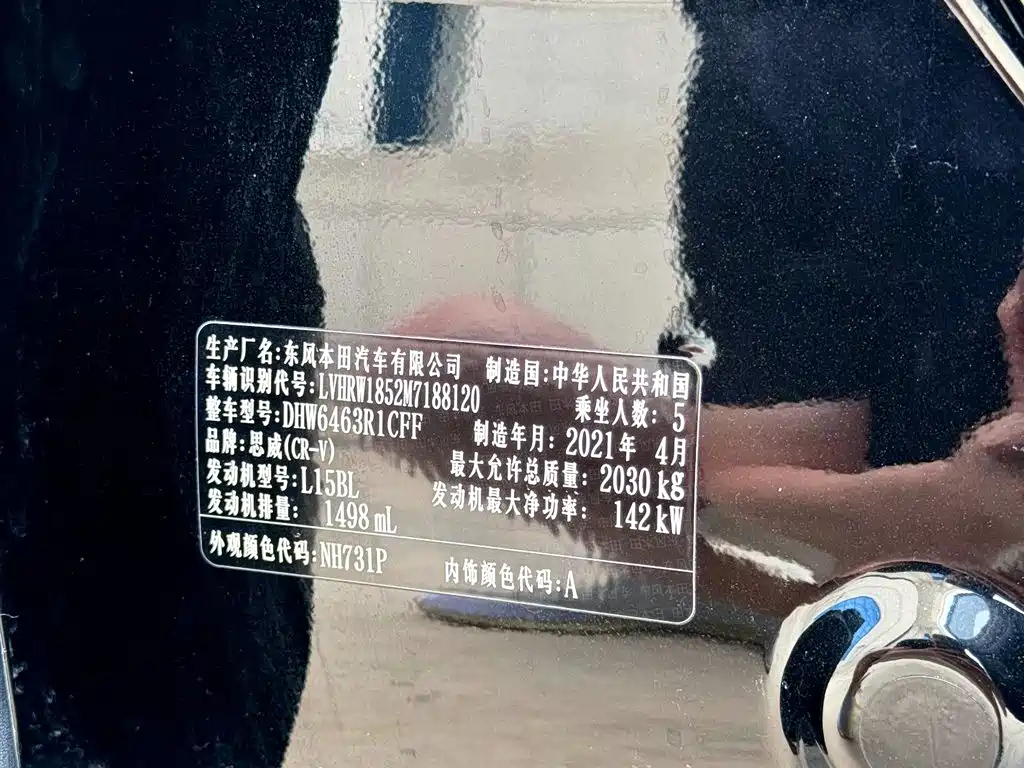 生产厂名:东风本田汽车有限公司 制造国:中华人民共和国
车辆识别代号:LVHRW1852M7188120 乘坐人数: 5
整车型号:DHW6463R1CFF 制造年月: 2021年 4月
品牌:思威(CR-V) 最大允许总质量: 2030 kg
发动机型号:L15BL 发动机最大净功率: 142 kW
发动机排量: 1498 mL
外观颜色代码:NH731P 内饰颜色代码:A